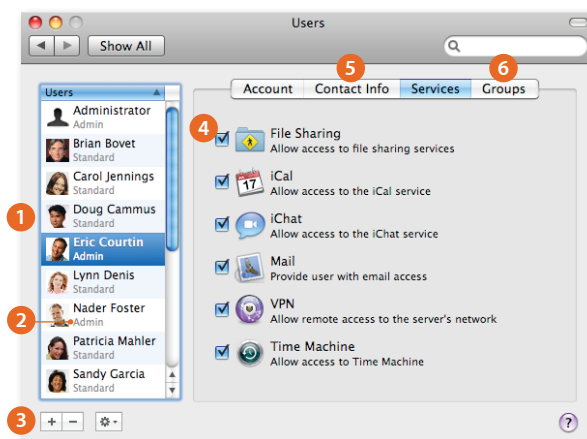 Users
Show All
5
6
Users
Account Contact Info Services Groups
Administrator
Admin
Brian Bovet
Standard
Carol Jennings
Standard
1
Doug Cammus
Standard
Eric Courtin
Admin
Lynn Denis
Standard
Nader Foster
2
Admin
Patricia Mahler
Standard
Sandy Garcia
Standard
3
+ −
4
File Sharing
Allow access to file sharing services
17
iCal
Allow access to the iCal service
iChat
Allow access to the iChat service
Mail
Provide user with email access
VPN
Allow remote access to the server's network
Time Machine
Allow access to Time Machine
?